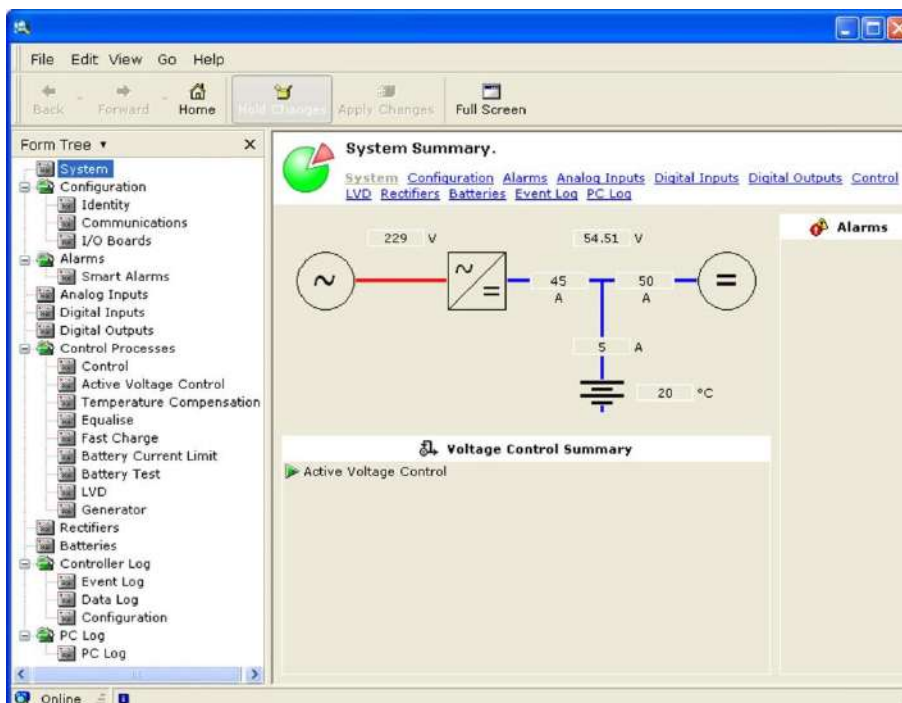 File Edit View Go Help
Back Forward Home Hold Changes Apply Changes Full Screen
Form Tree
System
Configuration
Identity
Communications
I/O Boards
Alarms
Smart Alarms
Analog Inputs
Digital Inputs
Digital Outputs
Control Processes
Control
Active Voltage Control
Temperature Compensation
Equalise
Fast Charge
Battery Current Limit
Battery Test
LVD
Generator
Rectifiers
Batteries
Controller Log
Event Log
Data Log
Configuration
PC Log
PC Log
System Summary.
System Configuration Alarms Analog Inputs Digital Inputs Digital Outputs Control
LVD Rectifiers Batteries Event Log PC Log
229 V 54.51 V
45 50
A A
5 A
20 °C
Voltage Control Summary
Active Voltage Control
Alarms
Online